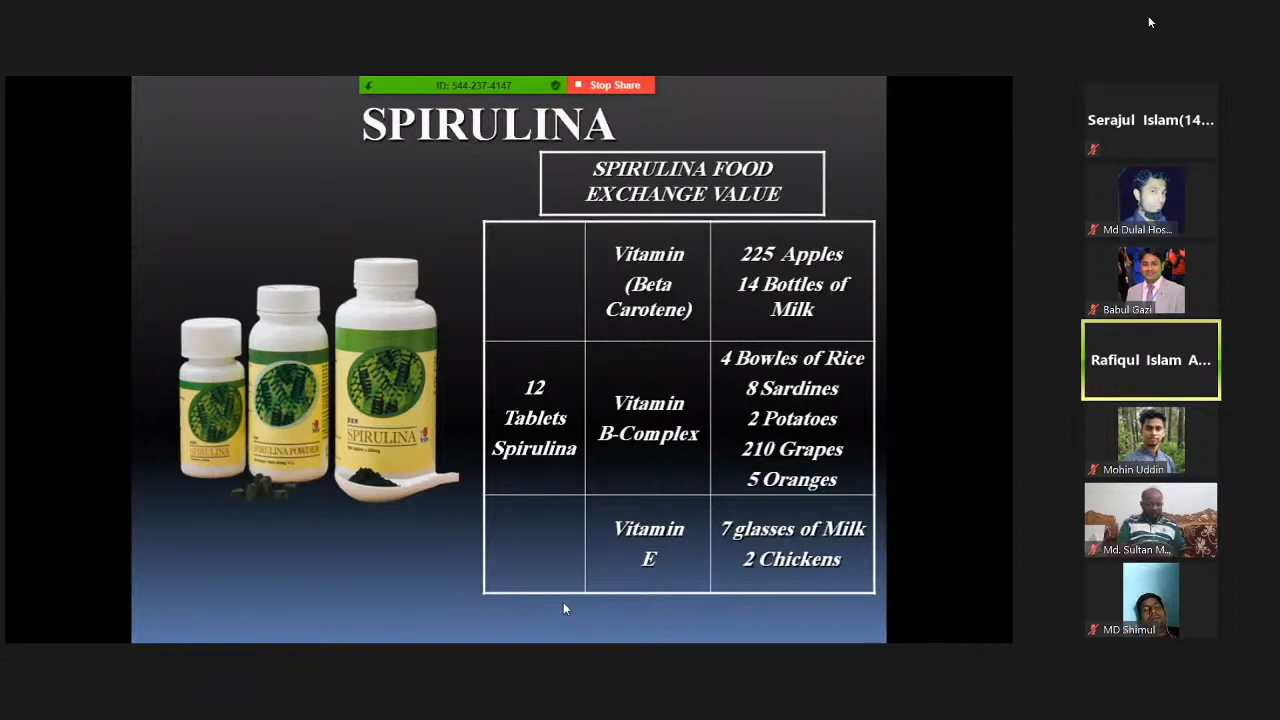 ID: 544-237-4147
Stop Share
SPIRULINA
SPIRULINA FOOD
EXCHANGE VALUE
Vitamin
(Beta
Carotene)
225 Apples
14 Bottles of
Milk
12
Tablets
Spirulina
Vitamin
B-Complex
4 Bowles of Rice
8 Sardines
2 Potatoes
210 Grapes
5 Oranges
Vitamin
E
7 glasses of Milk
2 Chickens
SPIRULINA
SPIRULINA POWDER
DXN
SPIRULINA
Serajul Islam(14...
Md Dulal Hos...
Babul Gazi
Rafiqul Islam A...
Mohin Uddin
Md. Sultan M...
MD Shimul